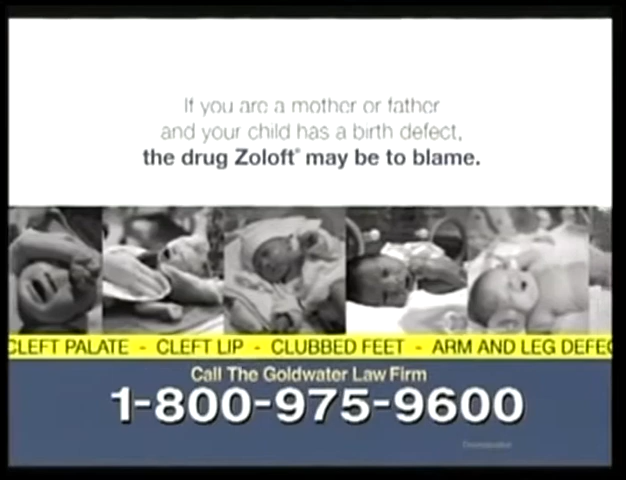 If you are a mother or father
and your child has a birth defect,
the drug Zoloft® may be to blame.
CLEFT PALATE - CLEFT LIP - CLUBBED FEET - ARM AND LEG DEFEC
Call The Goldwater Law Firm
1-800-975-9600